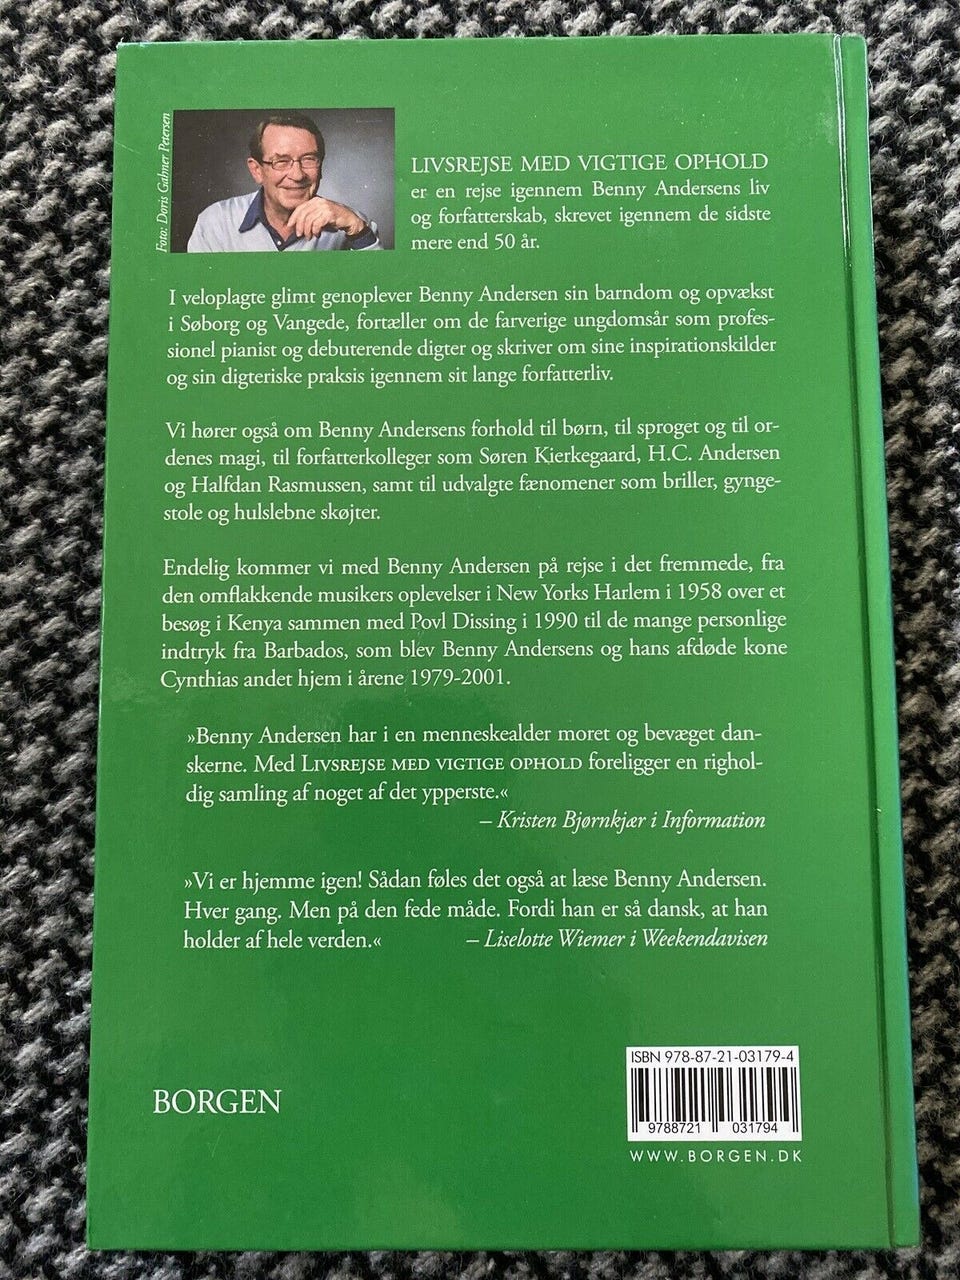 Foto: Doris Gahner Petersen
LIVSREJSE MED VIGTIGE OPHOLD
er en rejse igennem Benny Andersens liv
og forfatterskab, skrevet igennem de sidste
mere end 50 år.
I veloplagte glimt genoplever Benny Andersen sin barndom og opvækst
i Søborg og Vangede, fortæller om de farverige ungdomsår som profes-
sionel pianist og debuterende digter og skriver om sine inspirationskilder
og sin digteriske praksis igennem sit lange forfatterliv.
Vi hører også om Benny Andersens forhold til børn, til sproget og til or-
denes magi, til forfatterkolleger som Søren Kierkegaard, H.C. Andersen
og Halfdan Rasmussen, samt til udvalgte fænomener som briller, gynge-
stole og hulslebne skøjter.
Endelig kommer vi med Benny Andersen på rejse i det fremmede, fra
den omflakkende musikers oplevelser i New Yorks Harlem i 1958 over et
besøg i Kenya sammen med Povl Dissing i 1990 til de mange personlige
indtryk fra Barbados, som blev Benny Andersens og hans afdøde kone
Cynthias andet hjem i årene 1979-2001.
»Benny Andersen har i en menneskealder moret og bevæget dan-
skerne. Med LIVSREJSE MED VIGTIGE OPHOLD foreligger en righol-
dig samling af noget af det ypperste.«
– Kristen Bjørnkjær i Information
»Vi er hjemme igen! Sådan føles det også at læse Benny Andersen.
Hver gang. Men på den fede måde. Fordi han er så dansk, at han
holder af hele verden.« – Liselotte Wiemer i Weekendavisen
ISBN 978-87-21-03179-4
9788721 031794
BORGEN
WWW.BORGEN.DK